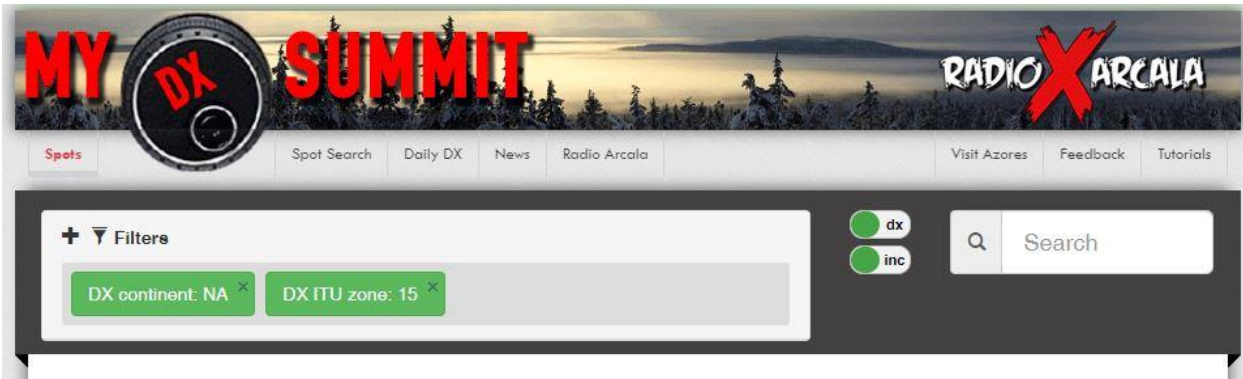 MY DX SUMMIT RADIO X ARCALA
Spots Spot Search Daily DX News Radio Arcala Visit Azores Feedback Tutorials
Filters dx Search
inc
DX continent: NA × DX ITU zone: 15 ×